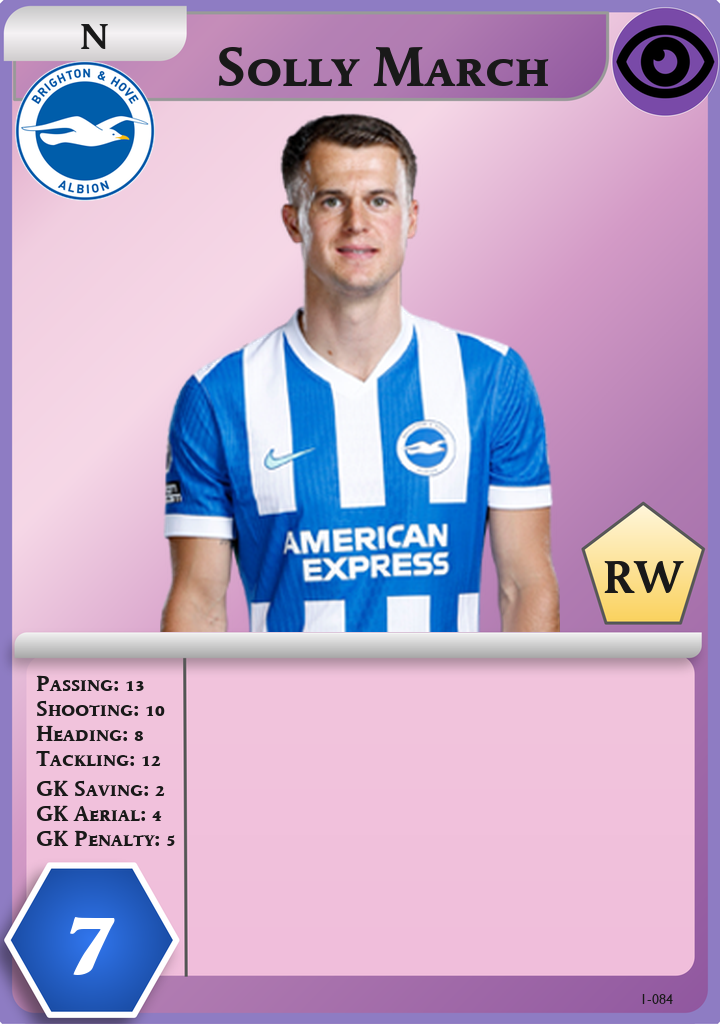 N
Solly March
BRIGHTON & HOVE
ALBION
AMERICAN
EXPRESS
RW
Passing: 13
Shooting: 10
Heading: 8
Tackling: 12
GK Saving: 2
GK Aerial: 4
GK Penalty: 5
7
1-084